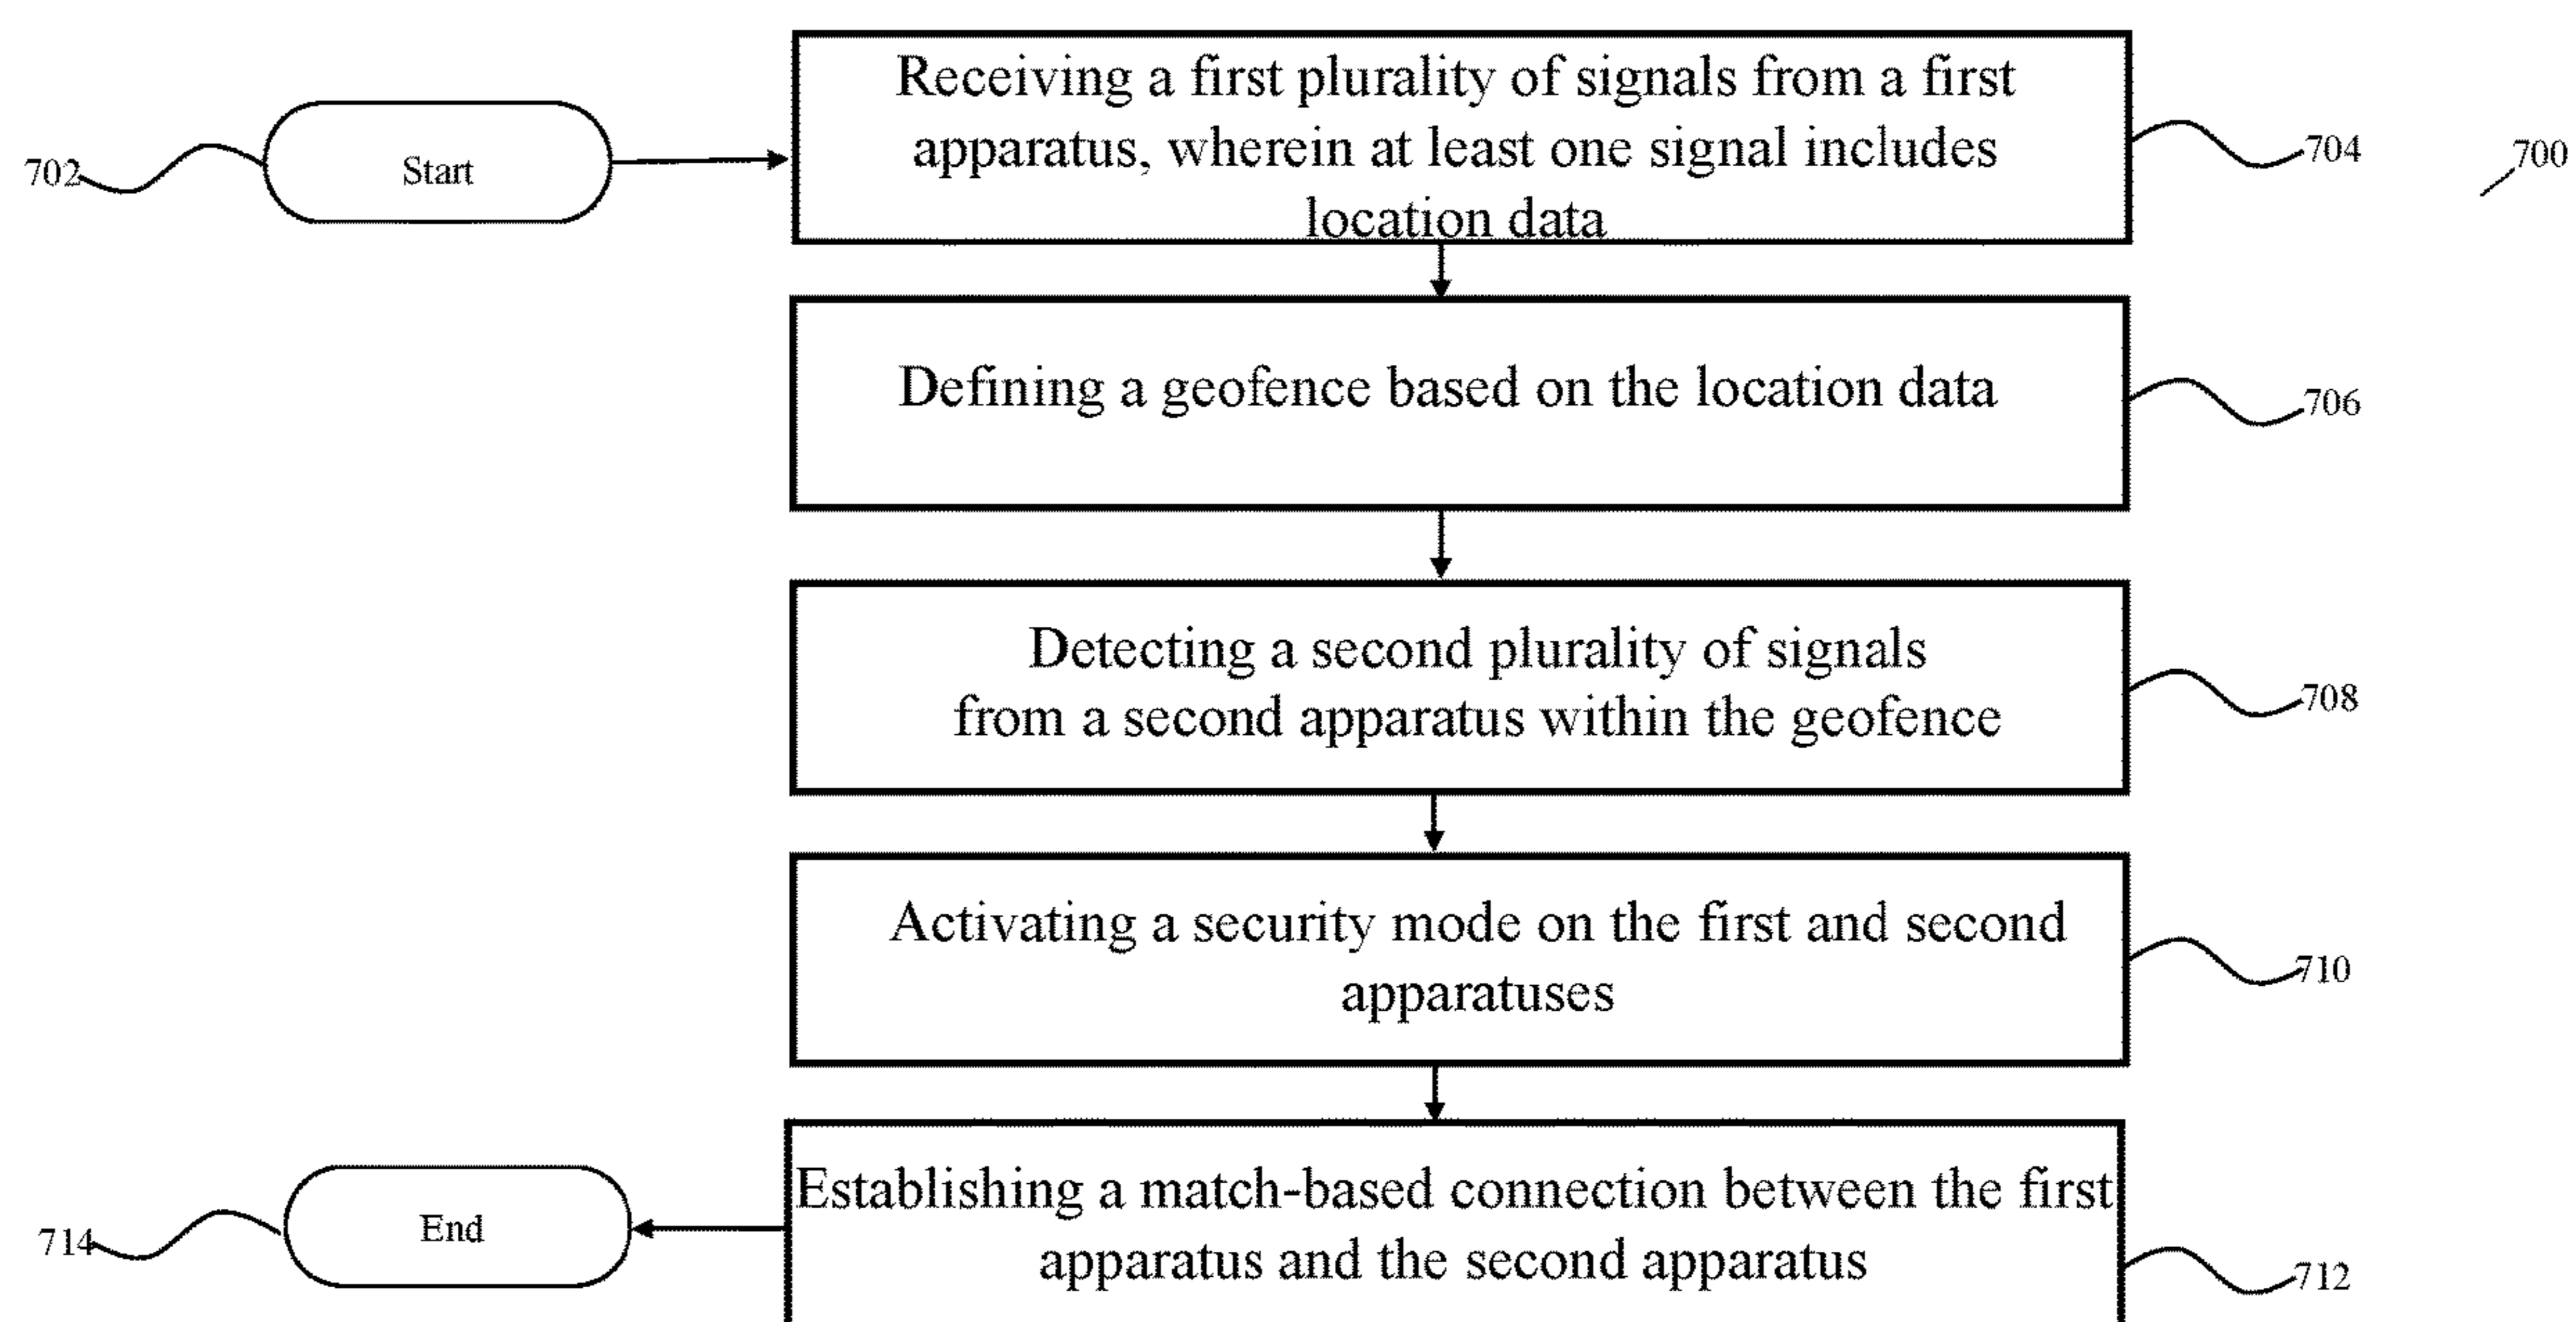 702
Start
Receiving a first plurality of signals from a first
apparatus, wherein at least one signal includes
location data
704
700
Defining a geofence based on the location data
706
Detecting a second plurality of signals
from a second apparatus within the geofence
708
Activating a security mode on the first and second
apparatuses
710
Establishing a match-based connection between the first
apparatus and the second apparatus
712
End
714